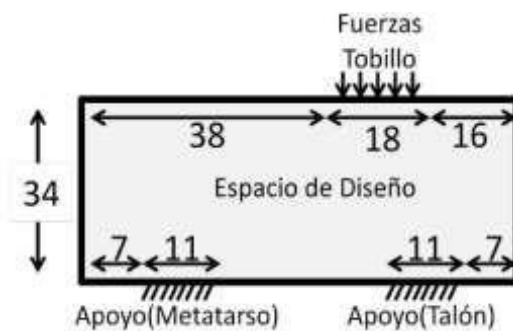 Fuerzas
Tobillo
38 18 16
34
Espacio de Diseño
7 11 11 7
Apoyo(Metatarso) Apoyo(Talón)